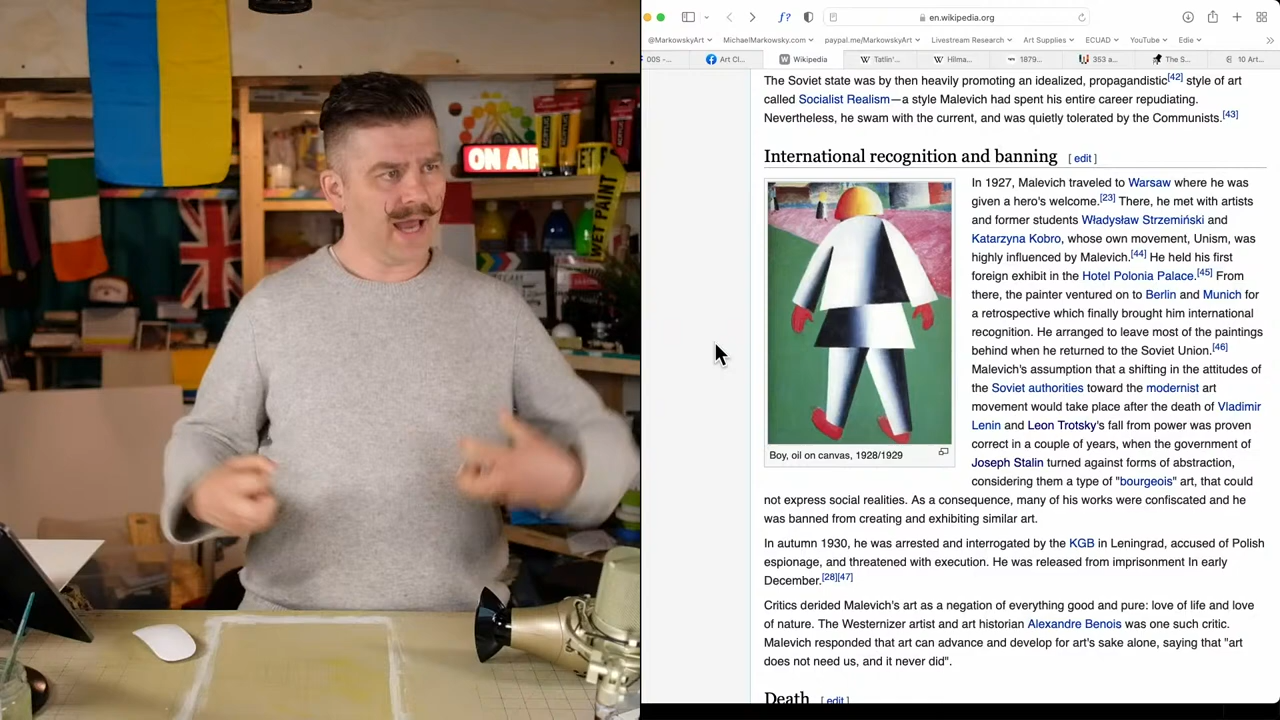 ON AIR
WET PAINT
en.wikipedia.org
@MarkowskyArt MichaelMarkowsky.com paypal.me/MarkowskyArt Livestream Research Art Supplies ECUAD YouTube Edie
00S -... Art Cl... Wikipedia Tatlin'... Hilma... 1879... 353 a... The S... 10 Art...
The Soviet state was by then heavily promoting an idealized, propagandistic[42] style of art
called Socialist Realism—a style Malevich had spent his entire career repudiating.
Nevertheless, he swam with the current, and was quietly tolerated by the Communists.[43]
International recognition and banning [ edit ]
In 1927, Malevich traveled to Warsaw where he was
given a hero's welcome.[23] There, he met with artists
and former students Władysław Strzemiński and
Katarzyna Kobro, whose own movement, Unism, was
highly influenced by Malevich.[44] He held his first
foreign exhibit in the Hotel Polonia Palace.[45] From
there, the painter ventured on to Berlin and Munich for
a retrospective which finally brought him international
recognition. He arranged to leave most of the paintings
behind when he returned to the Soviet Union.[46]
Malevich's assumption that a shifting in the attitudes of
the Soviet authorities toward the modernist art
movement would take place after the death of Vladimir
Lenin and Leon Trotsky's fall from power was proven
correct in a couple of years, when the government of
Joseph Stalin turned against forms of abstraction,
considering them a type of "bourgeois" art, that could
not express social realities. As a consequence, many of his works were confiscated and he
was banned from creating and exhibiting similar art.
Boy, oil on canvas, 1928/1929
In autumn 1930, he was arrested and interrogated by the KGB in Leningrad, accused of Polish
espionage, and threatened with execution. He was released from imprisonment In early
December.[28][47]
Critics derided Malevich's art as a negation of everything good and pure: love of life and love
of nature. The Westernizer artist and art historian Alexandre Benois was one such critic.
Malevich responded that art can advance and develop for art's sake alone, saying that "art
does not need us, and it never did".
Death [ edit ]